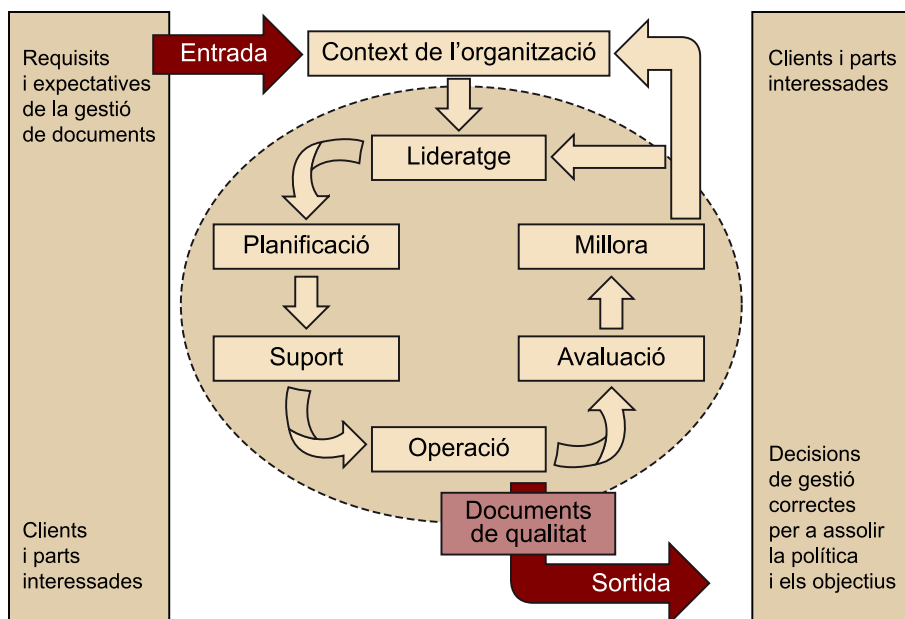 Requisits
i expectatives
de la gestió
de documents
Clients
i parts
interessades
Entrada
Context de l’organització
Lideratge
Planificació
Suport
Operació
Avaluació
Millora
Documents
de qualitat
Sortida
Clients i parts
interessades
Decisions
de gestió
correctes
per a assolir
la política
i els objectius